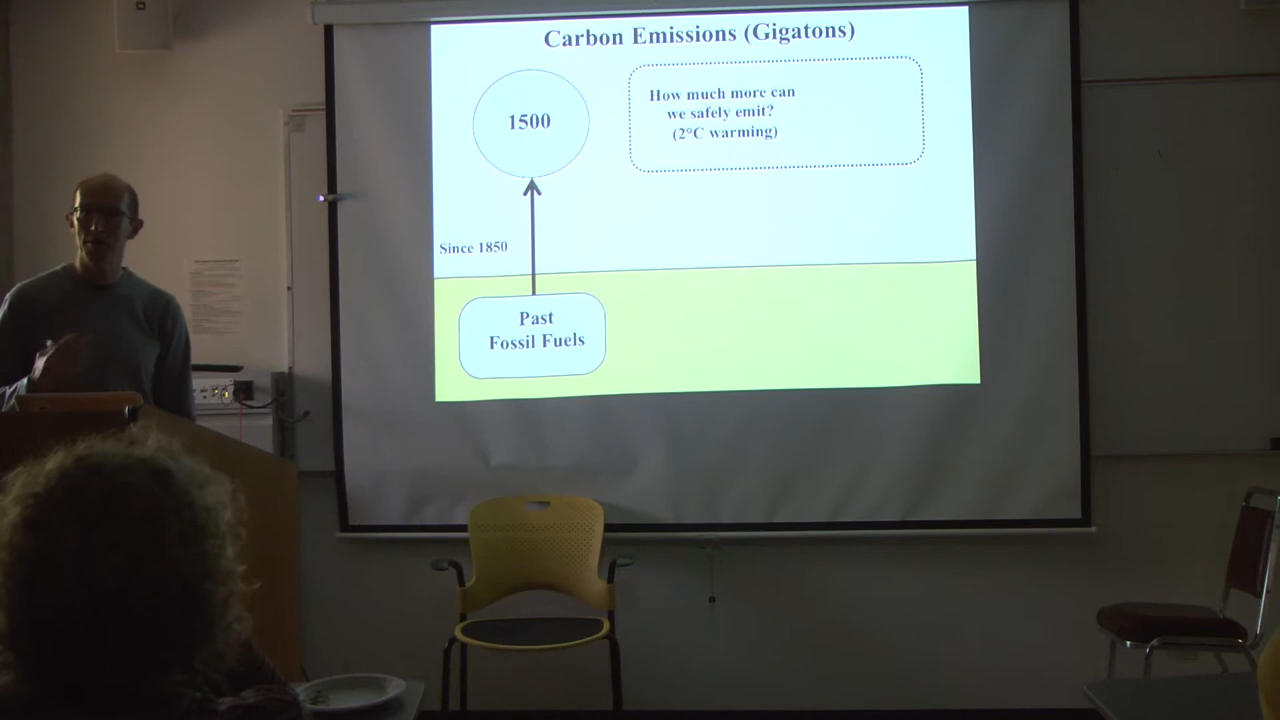 Carbon Emissions (Gigatons)
1500
How much more can
we safely emit?
(2°C warming)
Since 1850
Past
Fossil Fuels